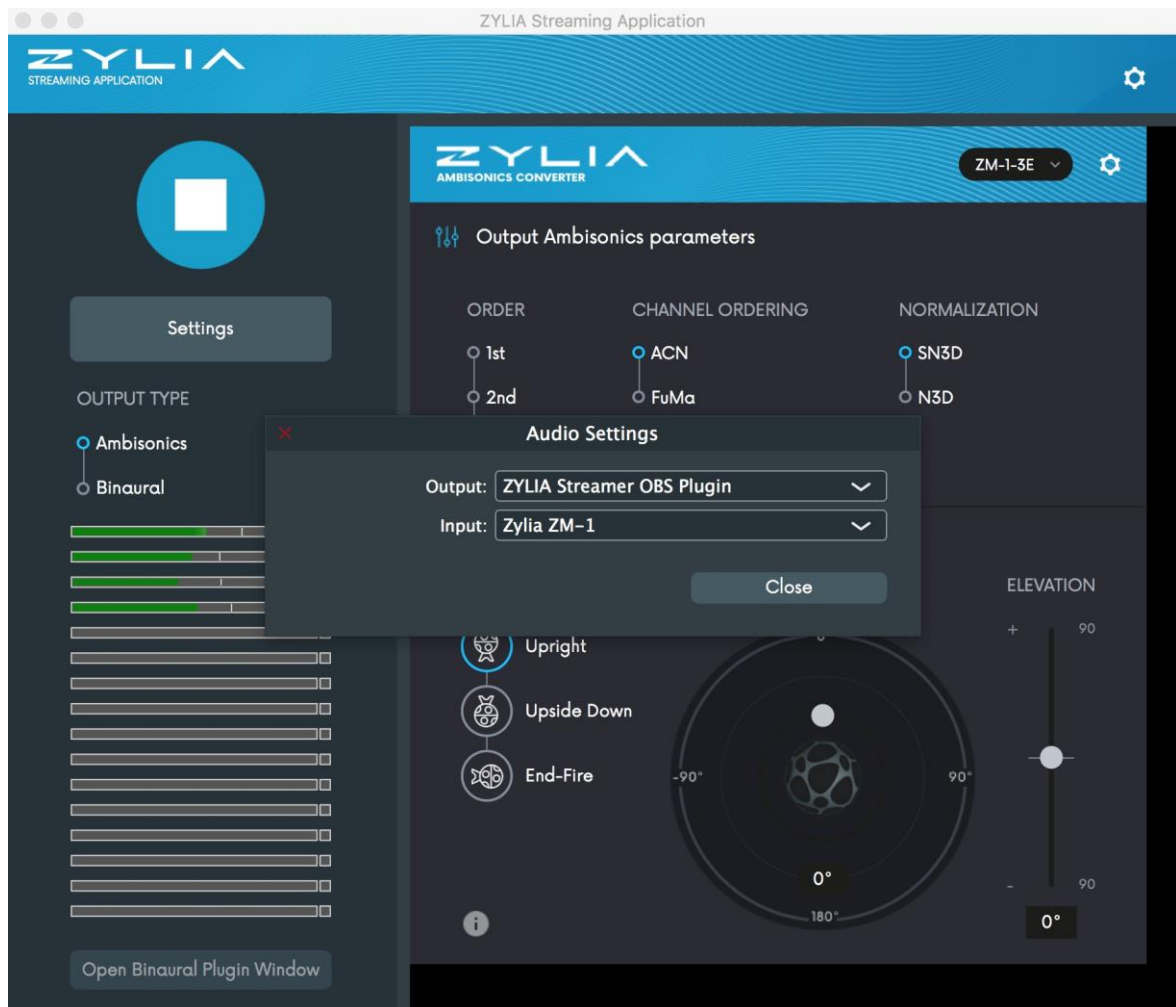 ZYLIA Streaming Application
ZYLIA
STREAMING APPLICATION
ZYLIA
AMBISONICS CONVERTER
ZM-1-3E
Output Ambisonics parameters
Settings
ORDER CHANNEL ORDERING NORMALIZATION
1st ACN SN3D
2nd FuMa N3D
OUTPUT TYPE
Ambisonics
Binaural
Audio Settings
Output: ZYLIA Streamer OBS Plugin
Input: Zylia ZM-1
Close
ELEVATION
+ 90
Upright
Upside Down
End-Fire
-90°
90°
0°
180°
- 90
0°
Open Binaural Plugin Window